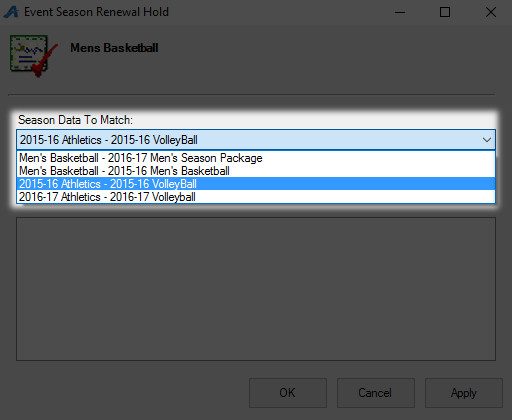 Event Season Renewal Hold
Mens Basketball
Season Data To Match:
2015-16 Athletics - 2015-16 VolleyBall
Men's Basketball - 2016-17 Men's Season Package
Men's Basketball - 2015-16 Men's Basketball
2015-16 Athletics - 2015-16 VolleyBall
2016-17 Athletics - 2016-17 Volleyball
OK Cancel Apply